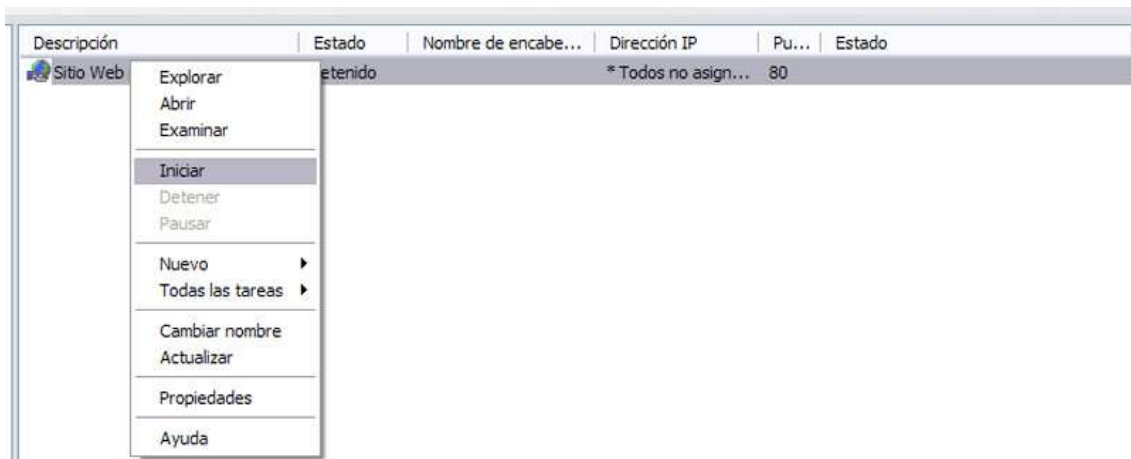 Descripción Estado Nombre de encabe... Dirección IP Pu... Estado
Sitio Web etenido * Todos no asign... 80
Explorar
Abrir
Examinar
Iniciar
Detener
Pausar
Nuevo
Todas las tareas
Cambiar nombre
Actualizar
Propiedades
Ayuda